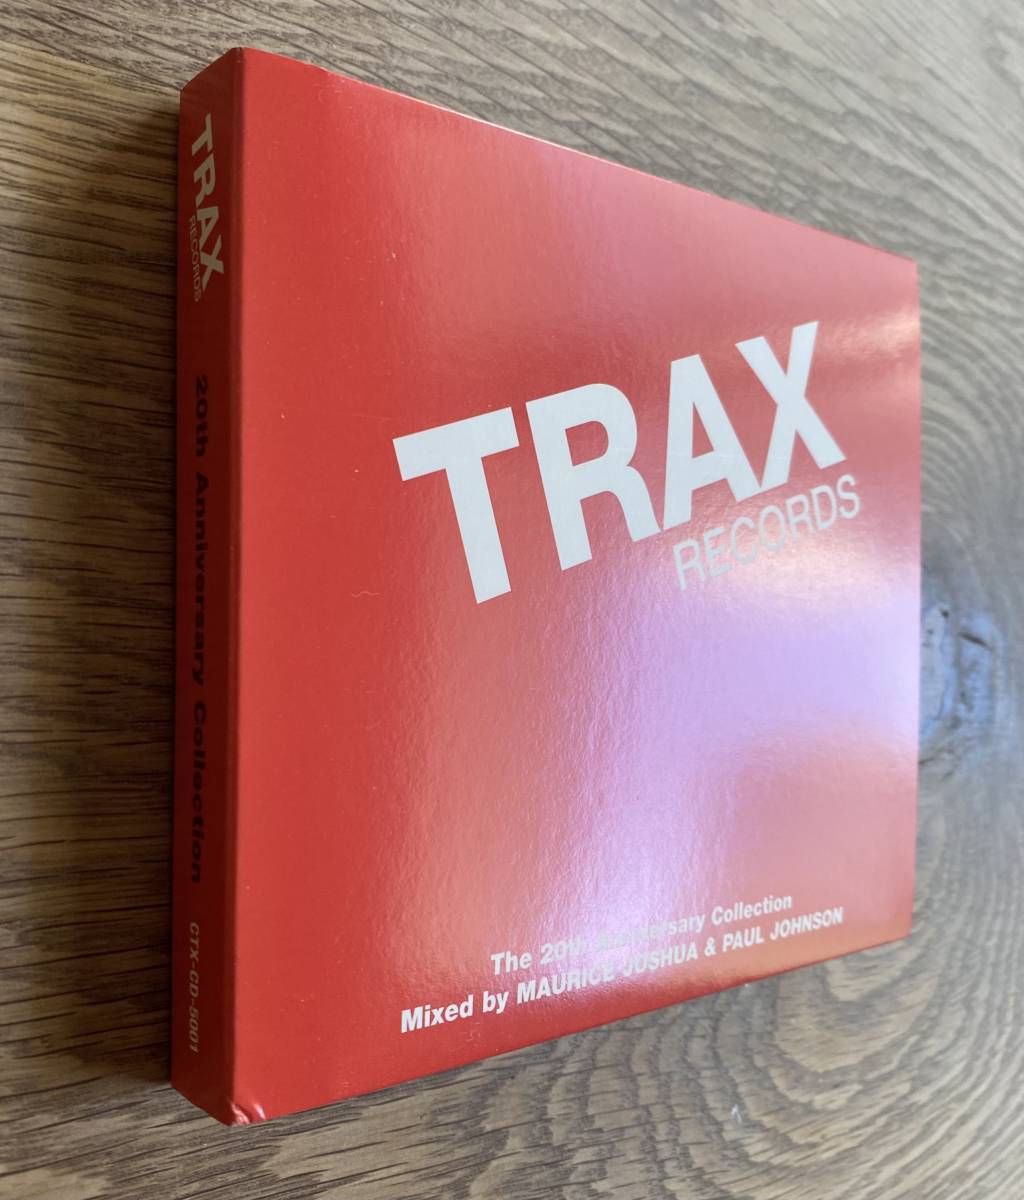 TRAX
RECORDS
20th Anniversary Collection
CTX-CD-5001
TRAX
RECORDS
The 20th Anniversary Collection
Mixed by MAURICE JOSHUA & PAUL JOHNSON